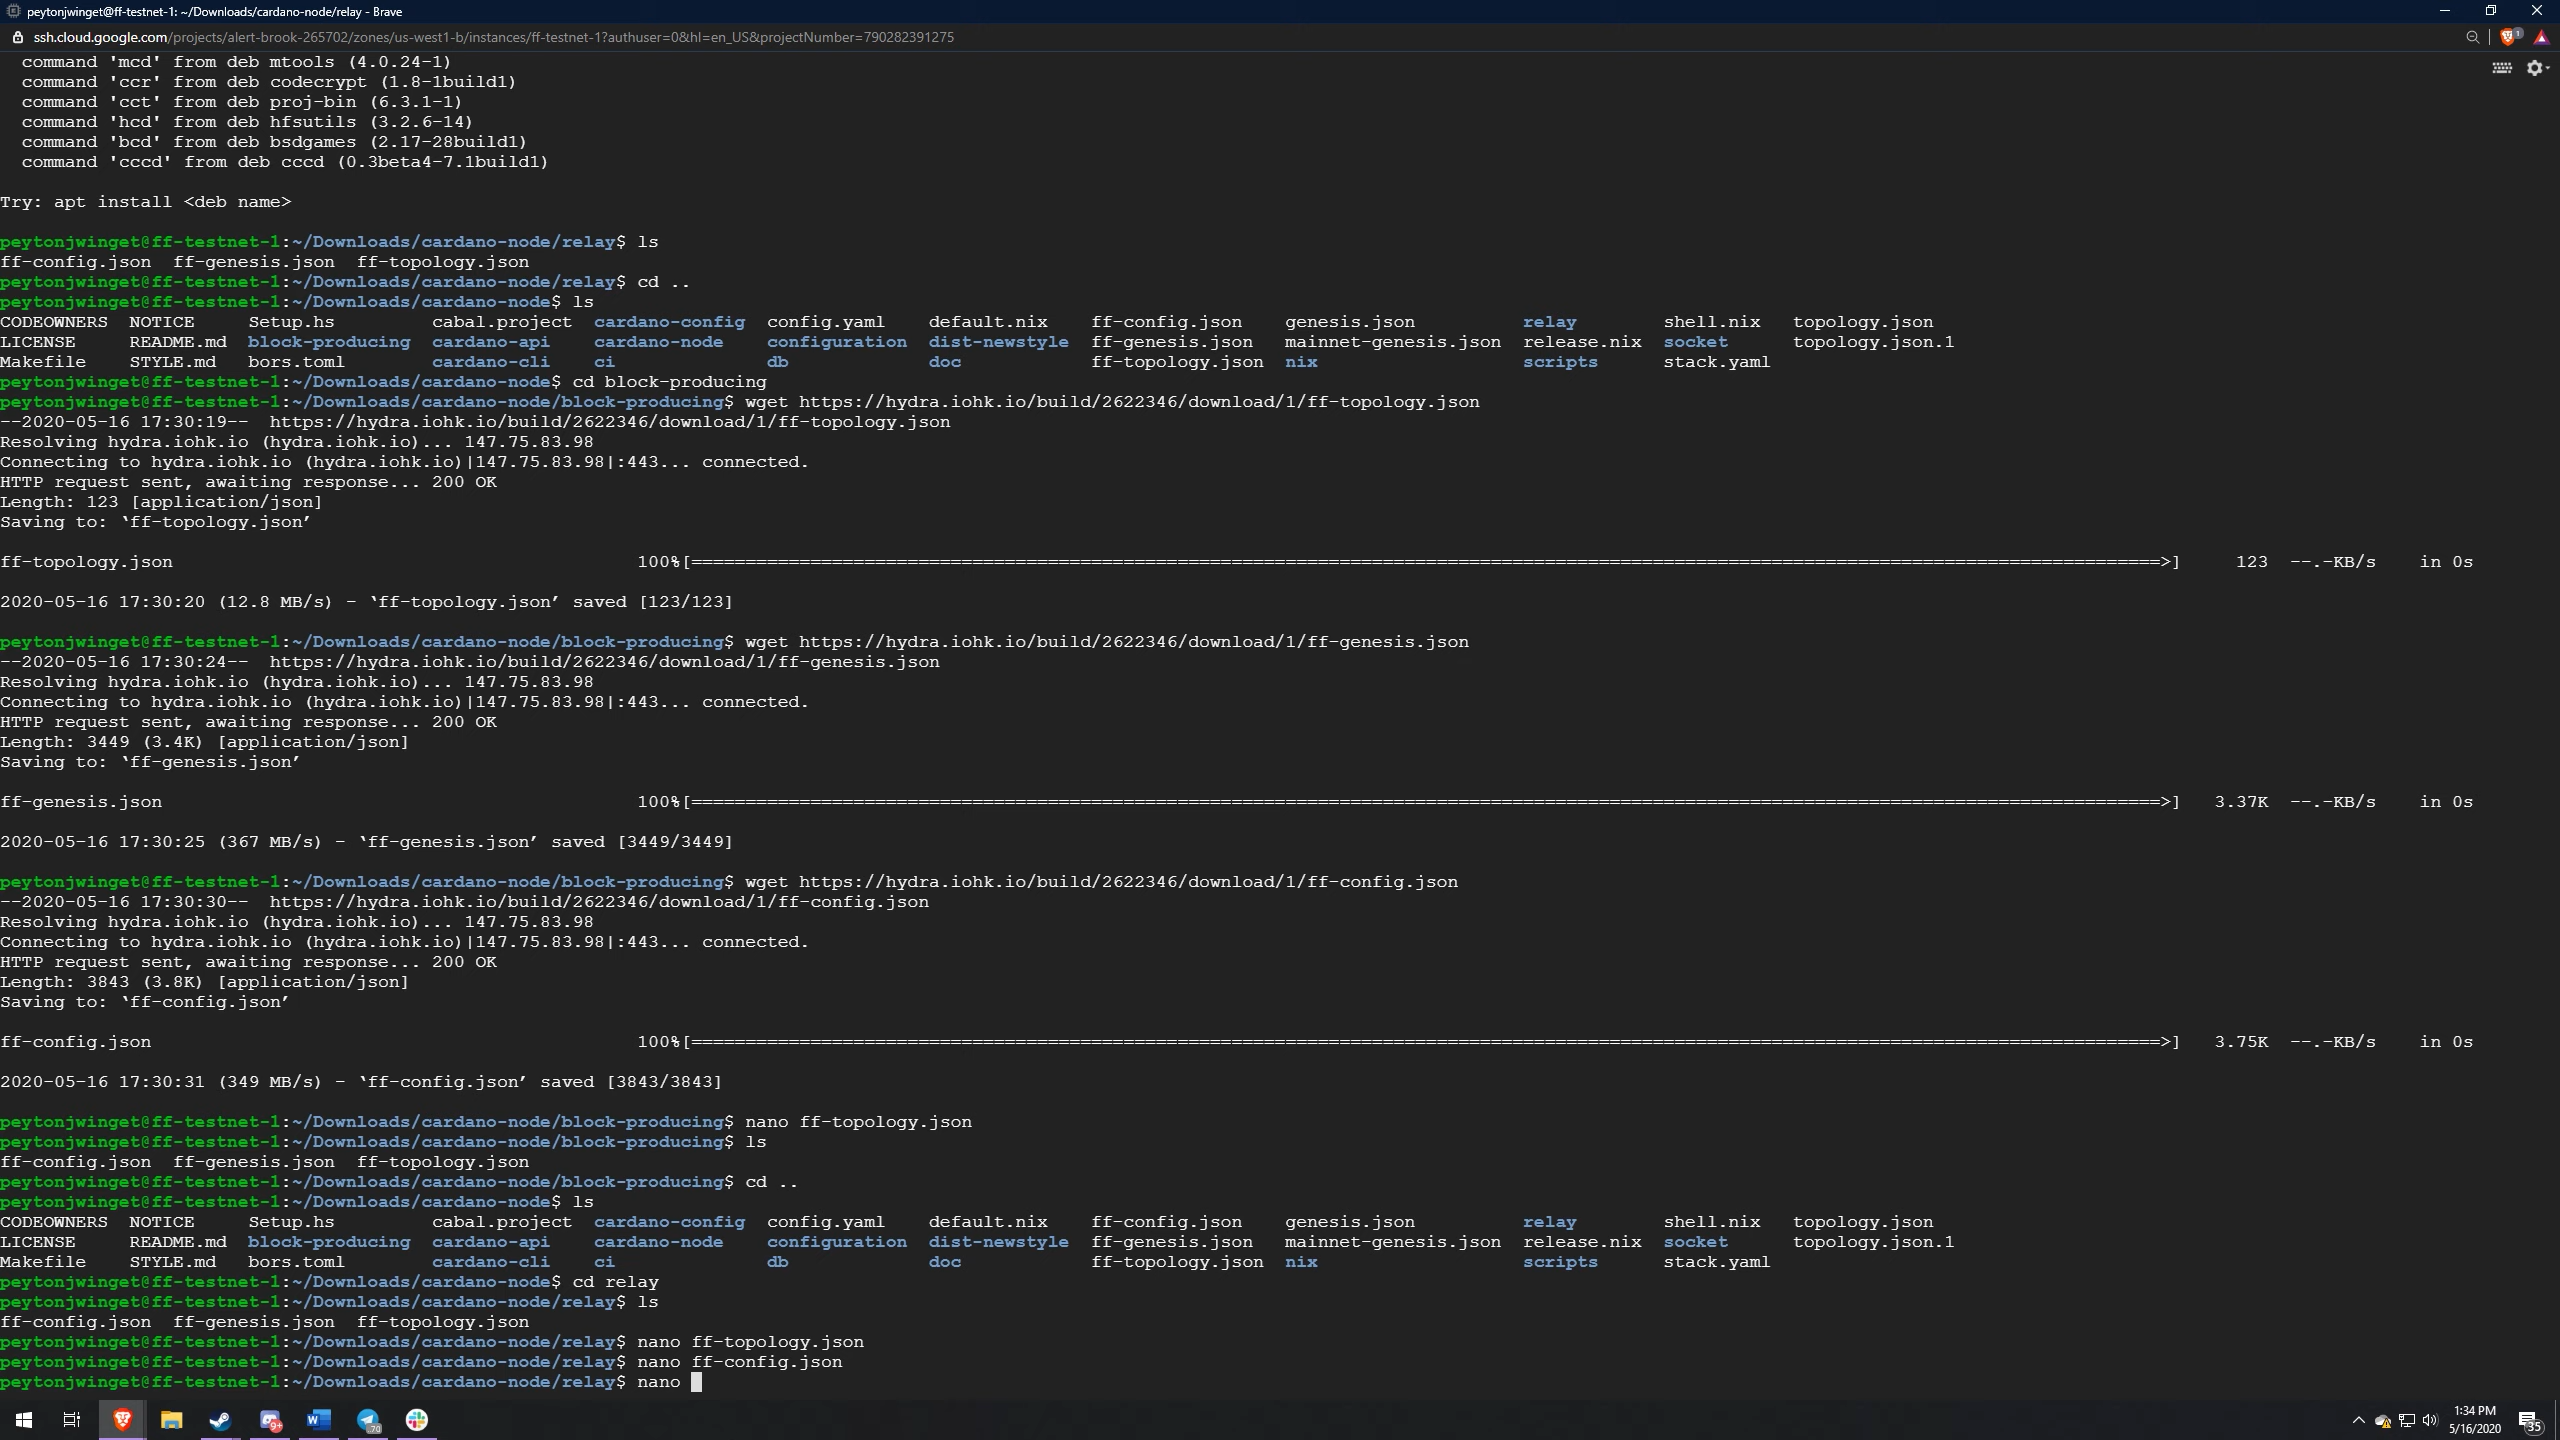 peytonjwinget@ff-testnet-1: ~/Downloads/cardano-node/relay - Brave
ssh.cloud.google.com/projects/alert-brook-265702/zones/us-west1-b/instances/ff-testnet-1?authuser=0&hl=en_US&projectNumber=790282391275
1
command 'mcd' from deb mtools (4.0.24-1)
command 'ccr' from deb codecrypt (1.8-1build1)
command 'cct' from deb proj-bin (6.3.1-1)
command 'hcd' from deb hfsutils (3.2.6-14)
command 'bcd' from deb bsdgames (2.17-28build1)
command 'cccd' from deb cccd (0.3beta4-7.1build1)
Try: apt install <deb name>
peytonjwinget@ff-testnet-1:~/Downloads/cardano-node/relay$ ls
ff-config.json  ff-genesis.json  ff-topology.json
peytonjwinget@ff-testnet-1:~/Downloads/cardano-node/relay$ cd ..
peytonjwinget@ff-testnet-1:~/Downloads/cardano-node$ ls
CODEOWNERS  NOTICE     Setup.hs         cabal.project  cardano-config  config.yaml    default.nix    ff-config.json    genesis.json          relay        shell.nix   topology.json
LICENSE     README.md  block-producing  cardano-api    cardano-node    configuration  dist-newstyle  ff-genesis.json   mainnet-genesis.json  release.nix  socket      topology.json.1
Makefile    STYLE.md   bors.toml        cardano-cli    ci              db             doc            ff-topology.json  nix                   scripts      stack.yaml
peytonjwinget@ff-testnet-1:~/Downloads/cardano-node$ cd block-producing
peytonjwinget@ff-testnet-1:~/Downloads/cardano-node/block-producing$ wget https://hydra.iohk.io/build/2622346/download/1/ff-topology.json
--2020-05-16 17:30:19--  https://hydra.iohk.io/build/2622346/download/1/ff-topology.json
Resolving hydra.iohk.io (hydra.iohk.io)... 147.75.83.98
Connecting to hydra.iohk.io (hydra.iohk.io)|147.75.83.98|:443... connected.
HTTP request sent, awaiting response... 200 OK
Length: 123 [application/json]
Saving to: ‘ff-topology.json’
ff-topology.json 100%[=======================================>] 123 --.-KB/s in 0s
2020-05-16 17:30:20 (12.8 MB/s) - ‘ff-topology.json’ saved [123/123]
peytonjwinget@ff-testnet-1:~/Downloads/cardano-node/block-producing$ wget https://hydra.iohk.io/build/2622346/download/1/ff-genesis.json
--2020-05-16 17:30:24--  https://hydra.iohk.io/build/2622346/download/1/ff-genesis.json
Resolving hydra.iohk.io (hydra.iohk.io)... 147.75.83.98
Connecting to hydra.iohk.io (hydra.iohk.io)|147.75.83.98|:443... connected.
HTTP request sent, awaiting response... 200 OK
Length: 3449 (3.4K) [application/json]
Saving to: ‘ff-genesis.json’
ff-genesis.json 100%[=======================================>] 3.37K --.-KB/s in 0s
2020-05-16 17:30:25 (367 MB/s) - ‘ff-genesis.json’ saved [3449/3449]
peytonjwinget@ff-testnet-1:~/Downloads/cardano-node/block-producing$ wget https://hydra.iohk.io/build/2622346/download/1/ff-config.json
--2020-05-16 17:30:30--  https://hydra.iohk.io/build/2622346/download/1/ff-config.json
Resolving hydra.iohk.io (hydra.iohk.io)... 147.75.83.98
Connecting to hydra.iohk.io (hydra.iohk.io)|147.75.83.98|:443... connected.
HTTP request sent, awaiting response... 200 OK
Length: 3843 (3.8K) [application/json]
Saving to: ‘ff-config.json’
ff-config.json 100%[=======================================>] 3.75K --.-KB/s in 0s
2020-05-16 17:30:31 (349 MB/s) - ‘ff-config.json’ saved [3843/3843]
peytonjwinget@ff-testnet-1:~/Downloads/cardano-node/block-producing$ nano ff-topology.json
peytonjwinget@ff-testnet-1:~/Downloads/cardano-node/block-producing$ ls
ff-config.json  ff-genesis.json  ff-topology.json
peytonjwinget@ff-testnet-1:~/Downloads/cardano-node/block-producing$ cd ..
peytonjwinget@ff-testnet-1:~/Downloads/cardano-node$ ls
CODEOWNERS  NOTICE     Setup.hs         cabal.project  cardano-config  config.yaml    default.nix    ff-config.json    genesis.json          relay        shell.nix   topology.json
LICENSE     README.md  block-producing  cardano-api    cardano-node    configuration  dist-newstyle  ff-genesis.json   mainnet-genesis.json  release.nix  socket      topology.json.1
Makefile    STYLE.md   bors.toml        cardano-cli    ci              db             doc            ff-topology.json  nix                   scripts      stack.yaml
peytonjwinget@ff-testnet-1:~/Downloads/cardano-node$ cd relay
peytonjwinget@ff-testnet-1:~/Downloads/cardano-node/relay$ ls
ff-config.json  ff-genesis.json  ff-topology.json
peytonjwinget@ff-testnet-1:~/Downloads/cardano-node/relay$ nano ff-topology.json
peytonjwinget@ff-testnet-1:~/Downloads/cardano-node/relay$ nano ff-config.json
peytonjwinget@ff-testnet-1:~/Downloads/cardano-node/relay$ nano
9+
W
70
1:34 PM
5/16/2020
35